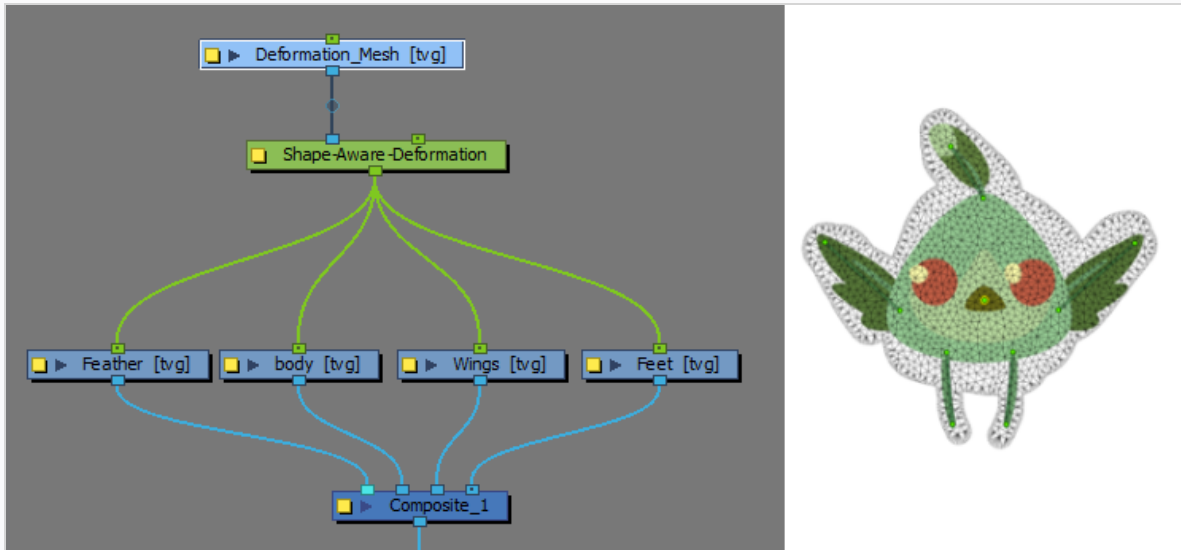 Deformation_Mesh [tvg]
Shape-Aware-Deformation
Feather [tvg]
body [tvg]
Wings [tvg]
Feet [tvg]
Composite_1